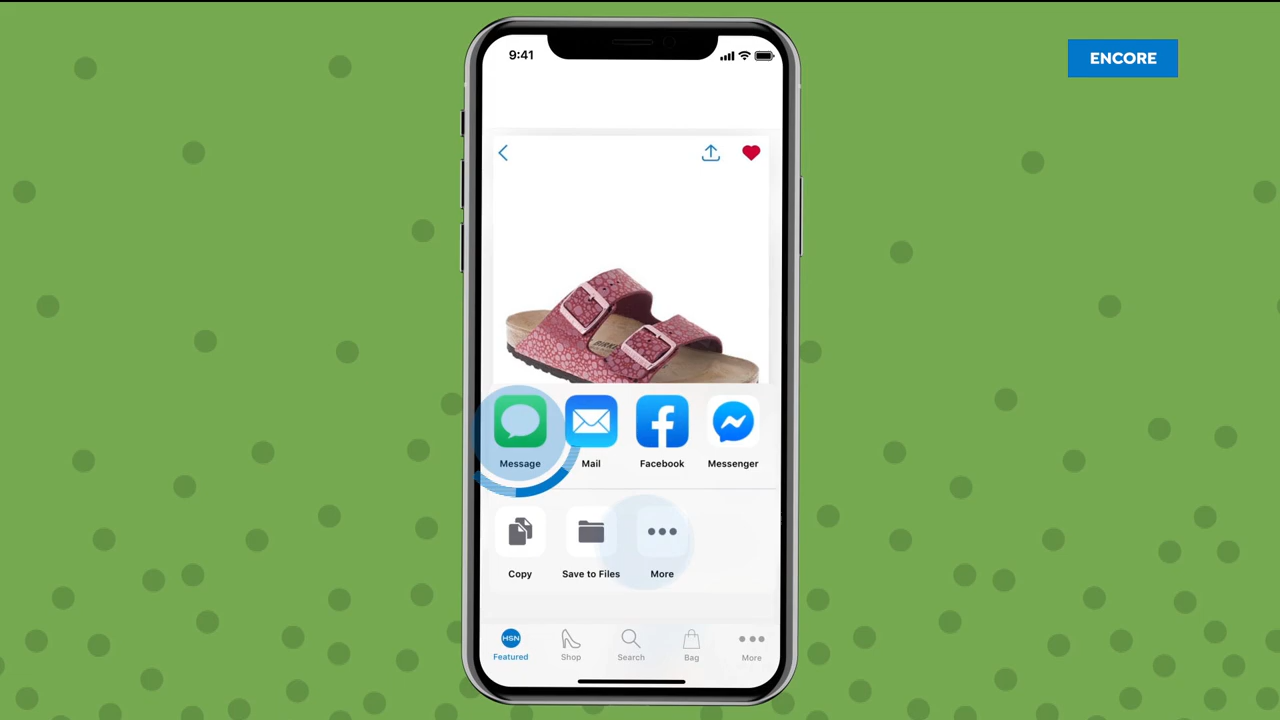 9:41
ENCORE
Message
Mail
Facebook
Messenger
Copy
Save to Files
More
HSN
Featured
Shop
Search
Bag
More